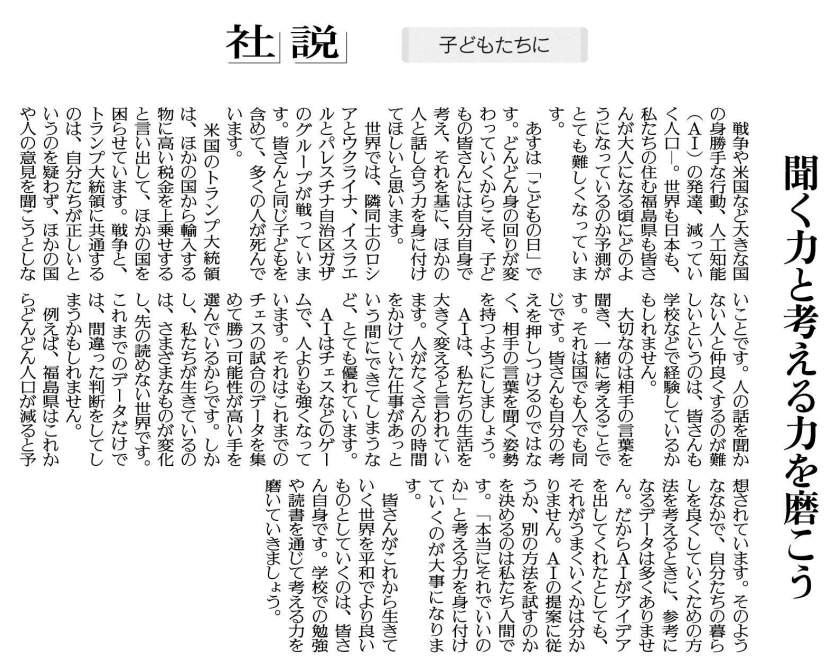 社説
子どもたちに
聞く力と考える力を磨こう
　戦争や米国など大きな国
の身勝手な行動、人工知能
（ＡＩ）の発達、減ってい
く人口―。世界も日本も、
私たちの住む福島県も皆さ
んが大人になる頃にどのよ
うになっているのか予測が
とても難しくなっていま
す。
　あすは「こどもの日」で
す。どんどん身の回りが変
わっていくからこそ、子ど
もの皆さんには自分自身で
考え、それを基に、ほかの
人と話し合う力を身に付け
てほしいと思います。
　世界では、隣同士のロシ
アとウクライナ、イスラエ
ルとパレスチナ自治区ガザ
のグループが戦っていま
す。皆さんと同じ子どもを
含めて、多くの人が死んで
います。
　米国のトランプ大統領
は、ほかの国から輸入する
物に高い税金を上乗せする
と言い出して、ほかの国を
困らせています。戦争と、
トランプ大統領に共通する
のは、自分たちが正しいと
いうのを疑わず、ほかの国
や人の意見を聞こうとしな
いことです。人の話を聞か
ない人と仲良くするのが難
しいというのは、皆さんも
学校などで経験しているか
もしれません。
　大切なのは相手の言葉を
聞き、一緒に考えることで
す。それは国でも人でも同
じです。皆さんも自分の考
えを押しつけるのではな
く、相手の言葉を聞く姿勢
を持つようにしましょう。
　ＡＩは、私たちの生活を
大きく変えると言われてい
ます。人がたくさんの時間
をかけていた仕事があっと
いう間にできてしまうな
ど、とても優れています。
　ＡＩはチェスなどのゲー
ムで、人よりも強くなって
います。それはこれまでの
チェスの試合のデータを集
めて勝つ可能性が高い手を
選んでいるからです。しか
し、私たちが生きているの
は、さまざまなものが変化
し、先の読めない世界です。
これまでのデータだけで
は、間違った判断をしてし
まうかもしれません。
　例えば、福島県はこれか
らどんどん人口が減ると予
想されています。そのよう
ななかで、自分たちの暮ら
しを良くしていくための方
法を考えるときに、参考に
なるデータは多くありませ
ん。だからＡＩがアイデア
を出してくれたとしても、
それがうまくいくかは分か
りません。ＡＩの提案に従
うか、別の方法を試すのか
を決めるのは私たち人間で
す。「本当にそれでいいの
か」と考える力を身に付け
ていくのが大事になりま
す。
　皆さんがこれから生きて
いく世界を平和でより良い
ものとしていくのは、皆さ
ん自身です。学校での勉強
や読書を通じて考える力を
磨いていきましょう。